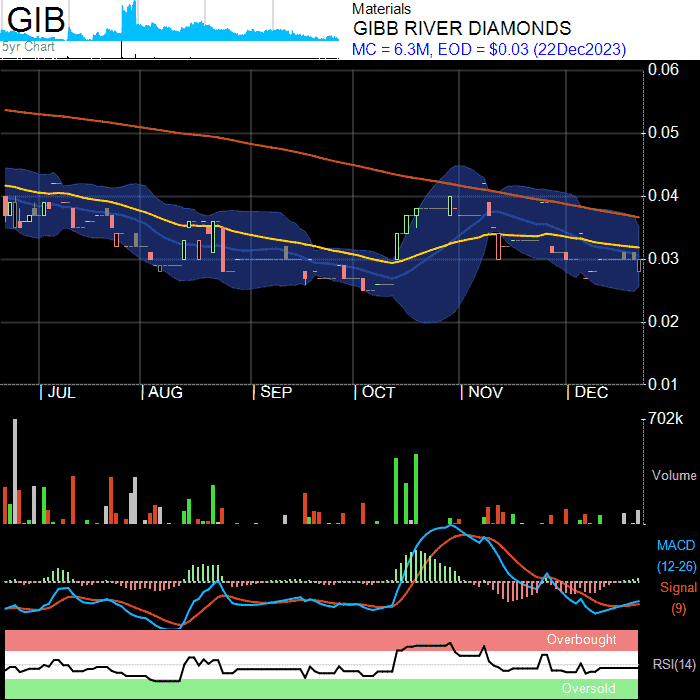 GIB
5yr Chart
Materials
GIBB RIVER DIAMONDS
MC = 6.3M, EOD = $0.03 (22Dec2023)
0.06
0.05
0.04
0.03
0.02
0.01
JUL AUG SEP OCT NOV DEC
702k
Volume
MACD
(12-26)
Signal
(9)
Overbought
RSI(14)
Oversold